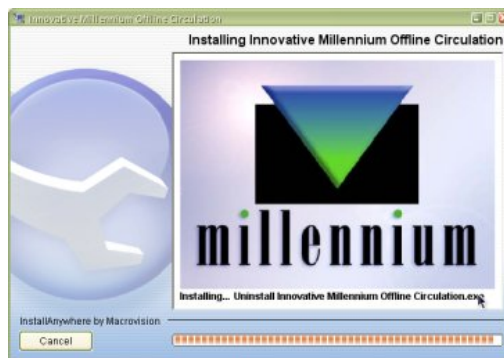 Innovative Millennium Offline Circulation
Installing Innovative Millennium Offline Circulation
millennium
Installing... Uninstall Innovative Millennium Offline Circulation.exe
InstallAnywhere by Macrovision
Cancel